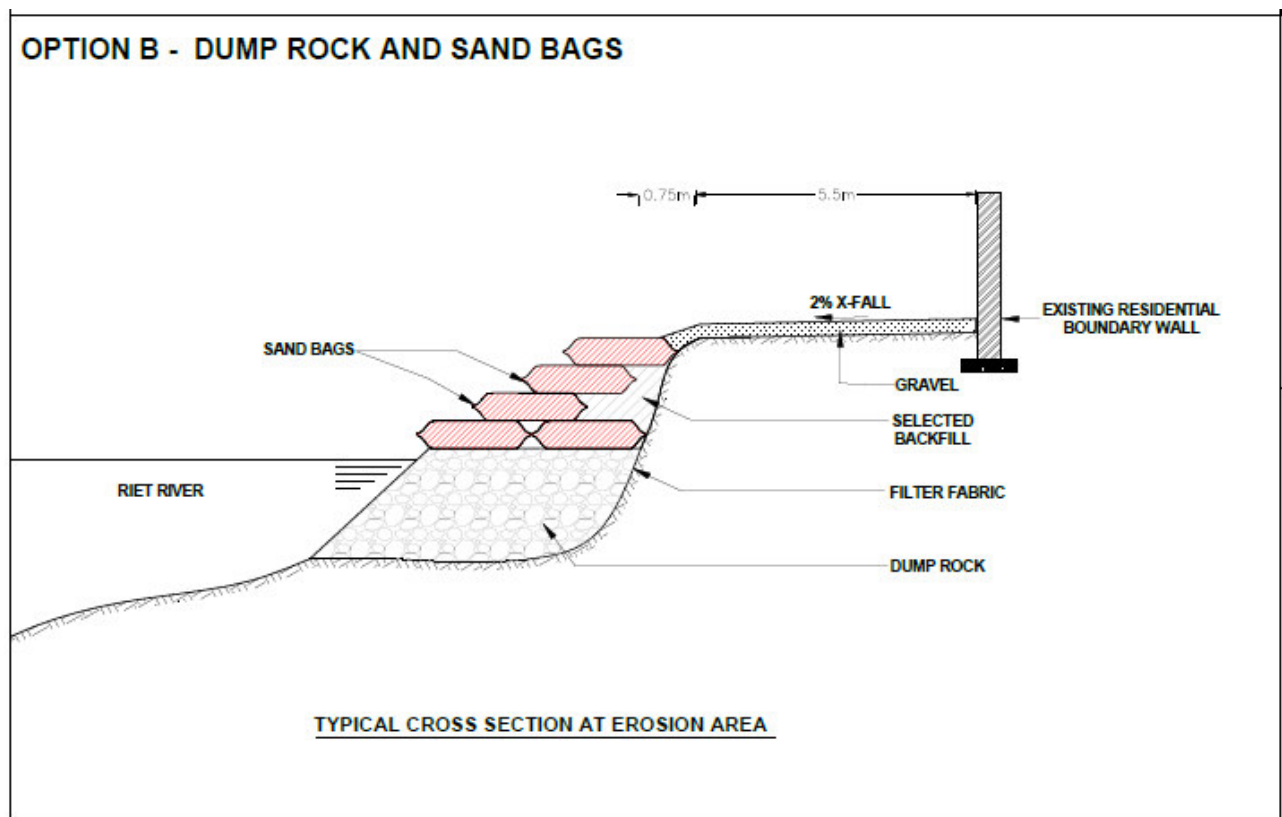 OPTION B - DUMP ROCK AND SAND BAGS
0.75m
5.5m
2% X-FALL
EXISTING RESIDENTIAL
BOUNDARY WALL
SAND BAGS
GRAVEL
SELECTED
BACKFILL
RIET RIVER
FILTER FABRIC
DUMP ROCK
TYPICAL CROSS SECTION AT EROSION AREA